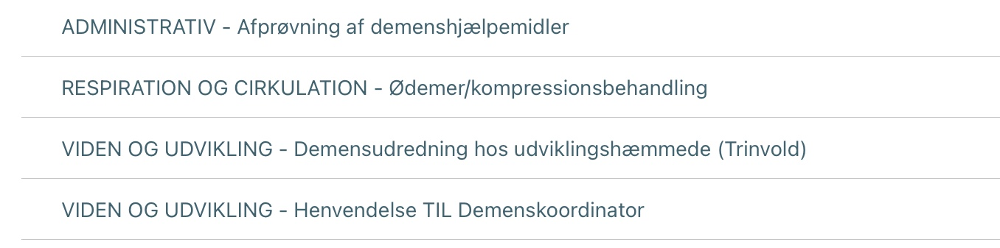 ADMINISTRATIV - Afprøvning af demenshjælpemidler
RESPIRATION OG CIRKULATION - Ødemer/kompressionsbehandling
VIDEN OG UDVIKLING - Demensudredning hos udviklingshæmmede (Trinvold)
VIDEN OG UDVIKLING - Henvendelse TIL Demenskoordinator